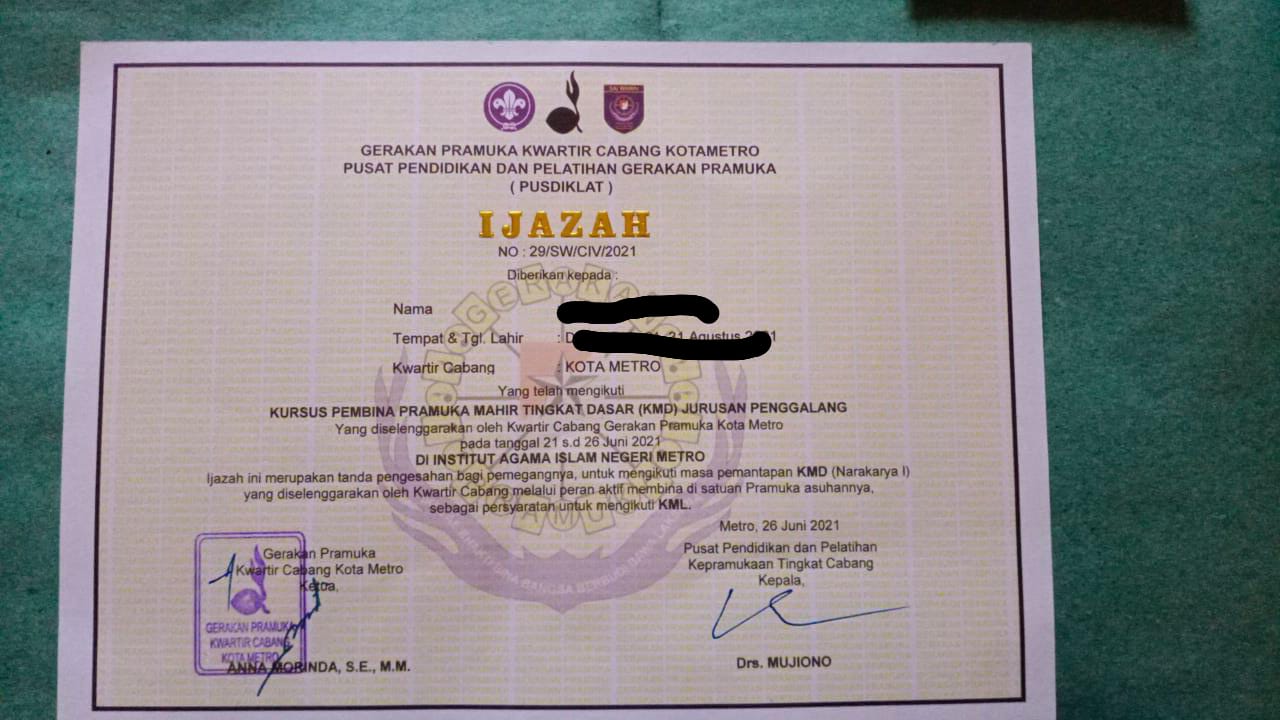 SAI WAWAI
GERAKAN PRAMUKA KWARTIR CABANG KOTAMETRO
PUSAT PENDIDIKAN DAN PELATIHAN GERAKAN PRAMUKA
( PUSDIKLAT )
IJAZAH
NO : 29/SW/CIV/2021
Diberikan kepada :
Nama
Tempat & Tgl. Lahir : D Agustus
Kwartir Cabang : KOTA METRO
Yang telah mengikuti
KURSUS PEMBINA PRAMUKA MAHIR TINGKAT DASAR (KMD) JURUSAN PENGGALANG
Yang diselenggarakan oleh Kwartir Cabang Gerakan Pramuka Kota Metro
pada tanggal 21 s.d 26 Juni 2021
DI INSTITUT AGAMA ISLAM NEGERI METRO
Ijazah ini merupakan tanda pengesahan bagi pemegangnya, untuk mengikuti masa pemantapan KMD (Narakarya I)
yang diselenggarakan oleh Kwartir Cabang melalui peran aktif membina di satuan Pramuka asuhannya,
sebagai persyaratan untuk mengikuti KML.
Metro, 26 Juni 2021
Gerakan Pramuka
Kwartir Cabang Kota Metro
Ketua,
GERAKAN PRAMUKA
KWARTIR CABANG
KOTA METRO
ANNA MORINDA, S.E., M.M.
Pusat Pendidikan dan Pelatihan
Kepramukaan Tingkat Cabang
Kepala,
Drs. MUJIONO